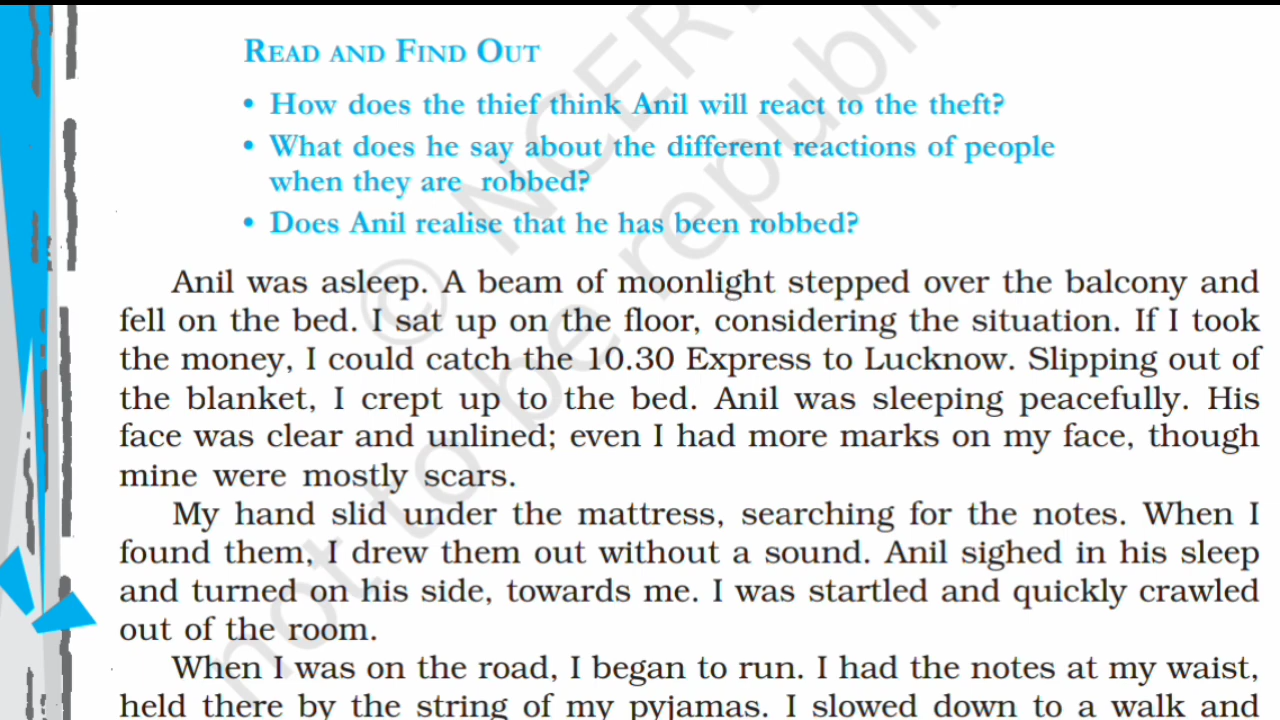 READ AND FIND OUT
• How does the thief think Anil will react to the theft?
• What does he say about the different reactions of people
when they are robbed?
• Does Anil realise that he has been robbed?
Anil was asleep. A beam of moonlight stepped over the balcony and
fell on the bed. I sat up on the floor, considering the situation. If I took
the money, I could catch the 10.30 Express to Lucknow. Slipping out of
the blanket, I crept up to the bed. Anil was sleeping peacefully. His
face was clear and unlined; even I had more marks on my face, though
mine were mostly scars.
My hand slid under the mattress, searching for the notes. When I
found them, I drew them out without a sound. Anil sighed in his sleep
and turned on his side, towards me. I was startled and quickly crawled
out of the room.
When I was on the road, I began to run. I had the notes at my waist,
held there by the string of my pyjamas. I slowed down to a walk and
© NCER
not to be republi